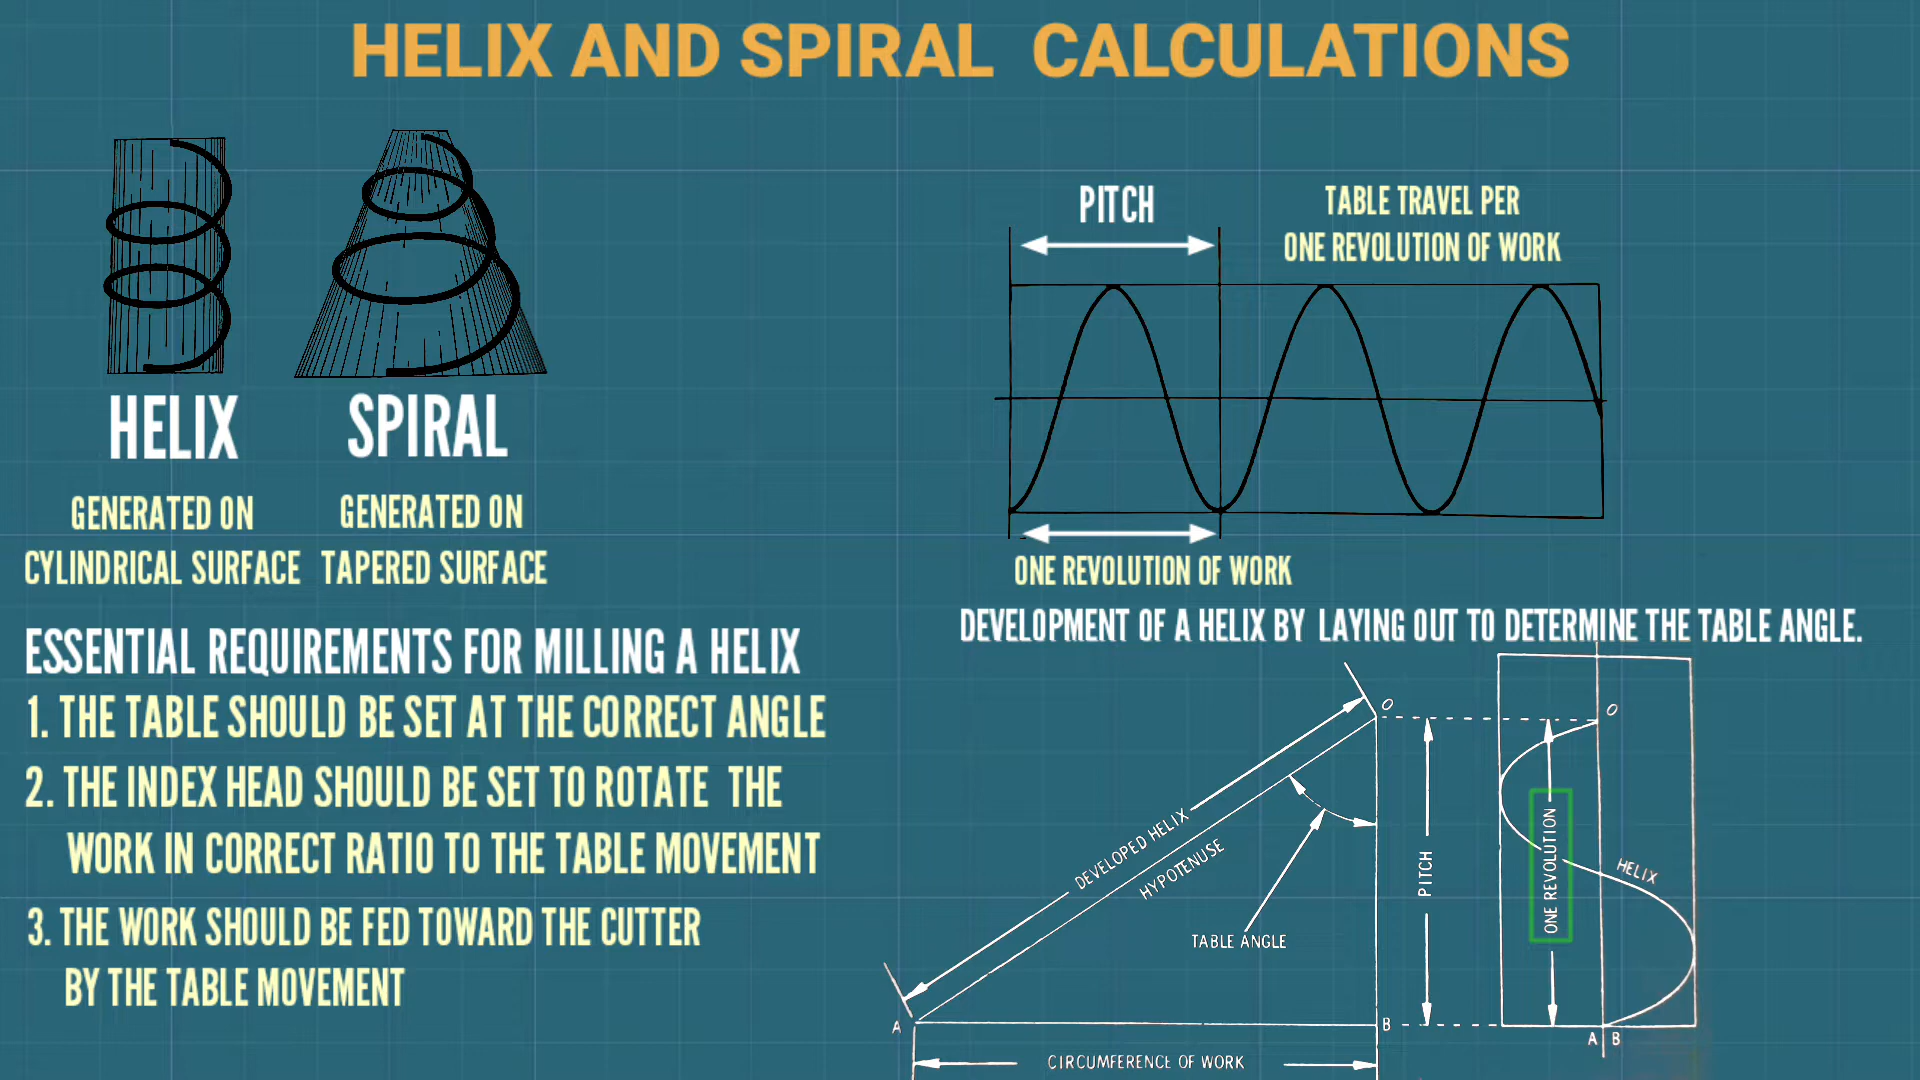 HELIX AND SPIRAL CALCULATIONS
HELIX
GENERATED ON
CYLINDRICAL SURFACE
SPIRAL
GENERATED ON
TAPERED SURFACE
ESSENTIAL REQUIREMENTS FOR MILLING A HELIX
1. THE TABLE SHOULD BE SET AT THE CORRECT ANGLE
2. THE INDEX HEAD SHOULD BE SET TO ROTATE THE
WORK IN CORRECT RATIO TO THE TABLE MOVEMENT
3. THE WORK SHOULD BE FED TOWARD THE CUTTER
BY THE TABLE MOVEMENT
PITCH
TABLE TRAVEL PER
ONE REVOLUTION OF WORK
ONE REVOLUTION OF WORK
DEVELOPMENT OF A HELIX BY LAYING OUT TO DETERMINE THE TABLE ANGLE.
O
O
DEVELOPED HELIX
HYPOTENUSE
TABLE ANGLE
PITCH
ONE REVOLUTION
HELIX
A
B
A B
CIRCUMFERENCE OF WORK